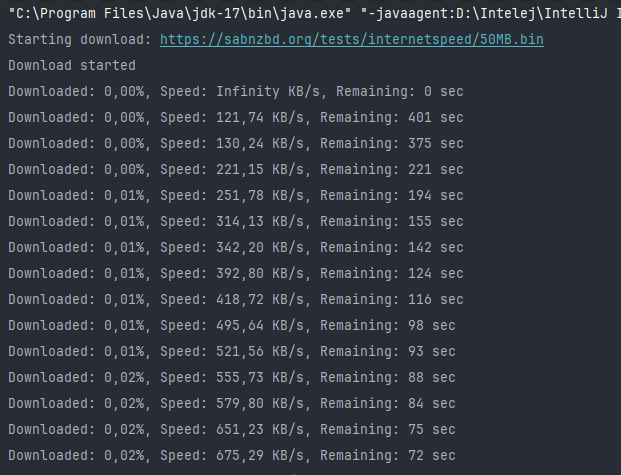 "C:\Program Files\Java\jdk-17\bin\java.exe" "-javaagent:D:\Intelej\IntelliJ I
Starting download: https://sabnzbd.org/tests/internetspeed/50MB.bin
Download started
Downloaded: 0,00%, Speed: Infinity KB/s, Remaining: 0 sec
Downloaded: 0,00%, Speed: 121,74 KB/s, Remaining: 401 sec
Downloaded: 0,00%, Speed: 130,24 KB/s, Remaining: 375 sec
Downloaded: 0,00%, Speed: 221,15 KB/s, Remaining: 221 sec
Downloaded: 0,01%, Speed: 251,78 KB/s, Remaining: 194 sec
Downloaded: 0,01%, Speed: 314,13 KB/s, Remaining: 155 sec
Downloaded: 0,01%, Speed: 342,20 KB/s, Remaining: 142 sec
Downloaded: 0,01%, Speed: 392,80 KB/s, Remaining: 124 sec
Downloaded: 0,01%, Speed: 418,72 KB/s, Remaining: 116 sec
Downloaded: 0,01%, Speed: 495,64 KB/s, Remaining: 98 sec
Downloaded: 0,01%, Speed: 521,56 KB/s, Remaining: 93 sec
Downloaded: 0,02%, Speed: 555,73 KB/s, Remaining: 88 sec
Downloaded: 0,02%, Speed: 579,80 KB/s, Remaining: 84 sec
Downloaded: 0,02%, Speed: 651,23 KB/s, Remaining: 75 sec
Downloaded: 0,02%, Speed: 675,29 KB/s, Remaining: 72 sec